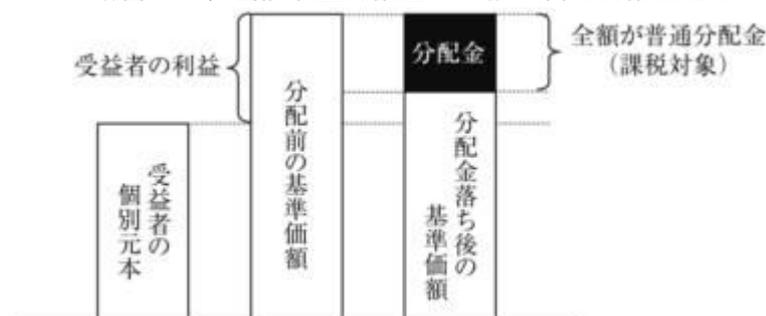 受益者の利益
分配金
全額が普通分配金
（課税対象）
受益者の
個別元本
分配前の基準価額
分配金落ち後の
基準価額